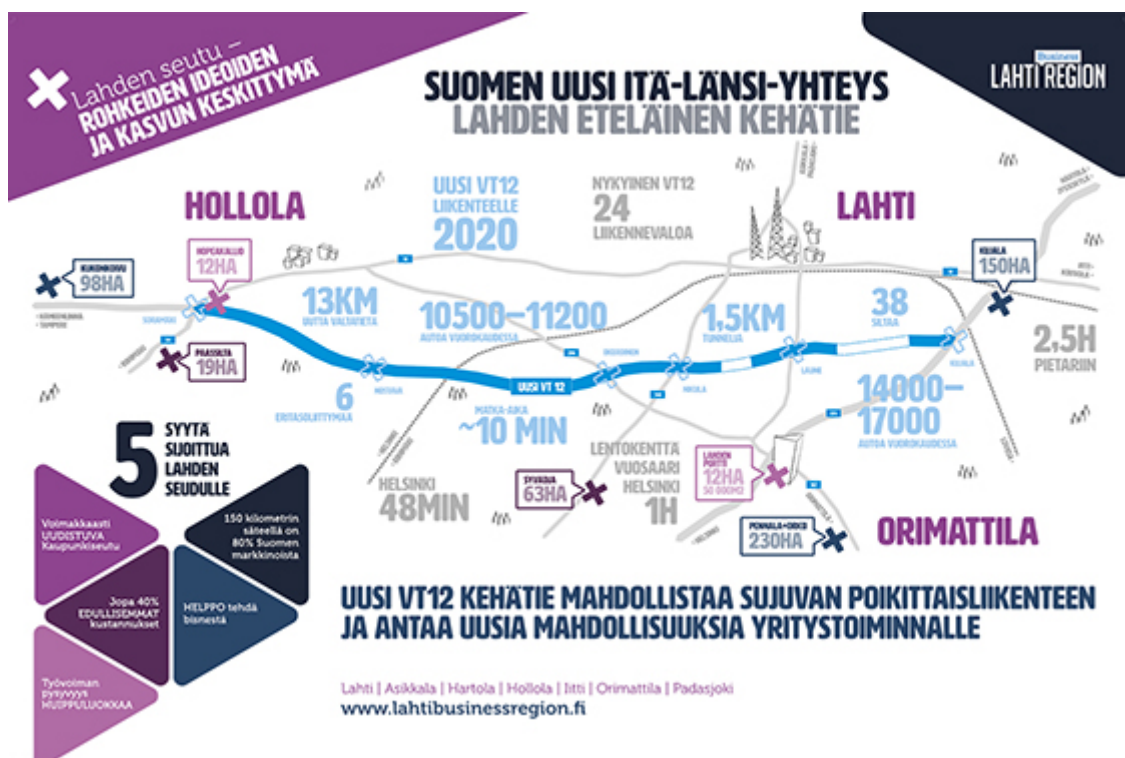 Lahden seutu –
ROHKEIDEN IDEOIDEN
JA KASVUN KESKITTYMÄ
SUOMEN UUSI ITÄ-LÄNSI-YHTEYS
LAHDEN ETELÄINEN KEHÄTIE
Business
LAHTI REGION
HOLLOLA
UUSI VT12
LIIKENTEELLE
2020
NYKYINEN VT12
24
LIIKENNEVALOA
LAHTI
KUKONKOIVU
98HA
HOPEAKALLIO
12HA
KUJALA
150HA
13KM
UUTTA VALTATIETÄ
10500–11200
AUTOA VUOROKAUDESSA
1,5KM
TUNNELIA
38
SILTAA
2,5H
PIETARIIN
PAASSILTA
19HA
6
ERITASOLIITTYMÄÄ
UUSI VT 12
MATKA-AIKA
~10 MIN
LAUNE
KUJALA
14000–
17000
AUTOA VUOROKAUDESSA
HELSINKI
48MIN
SYVÄOJA
63HA
LENTOKENTTÄ
VUOSAARI
HELSINKI
1H
LAHDEN
PORTTI
12HA
50 000M2
PENNALA+ORICO
230HA
ORIMATTILA
5 SYYTÄ
SIJOITTUA
LAHDEN
SEUDULLE
Voimakkaasti
UUDISTUVA
Kaupunkiseutu
150 kilometrin
säteellä on
80% Suomen
markkinoista
Jopa 40%
EDULLISEMMAT
kustannukset
HELPPO tehdä
bisnestä
Työvoiman
pysyvyys
HUIPPULUOKKAA
UUSI VT12 KEHÄTIE MAHDOLLISTAA SUJUVAN POIKITTAISLIIKENTEEN
JA ANTAA UUSIA MAHDOLLISUUKSIA YRITYSTOIMINNALLE
Lahti | Asikkala | Hartola | Hollola | Iitti | Orimattila | Padasjoki
www.lahtibusinessregion.fi